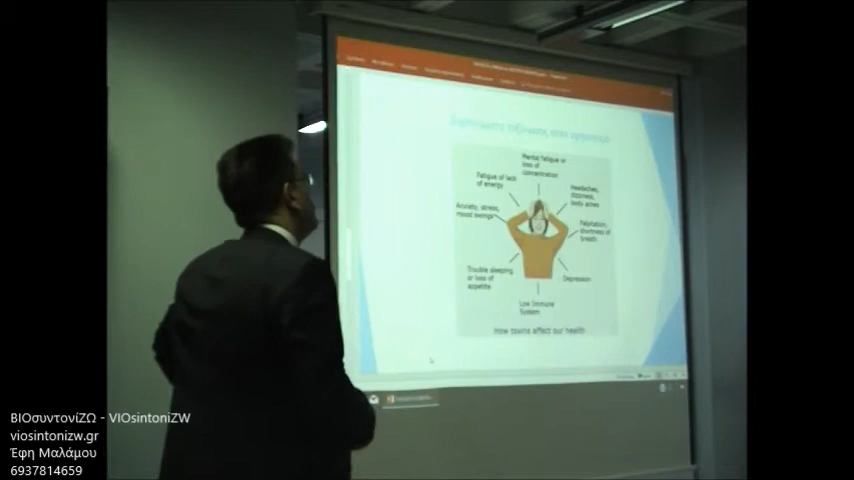 Mental fatigue or
loss of
concentration
Fatigue of lack
of energy
Headaches,
dizziness,
body aches
Anxiety, stress,
mood swings
Palpitation,
shortness of
breath
Trouble sleeping
or loss of
appetite
Depression
Low Immune
System
How toxins affect our health
ΒΙΟσυντονίΖΩ - VIOsintoniZW
viosintonizw.gr
Έφη Μαλάμου
6937814659